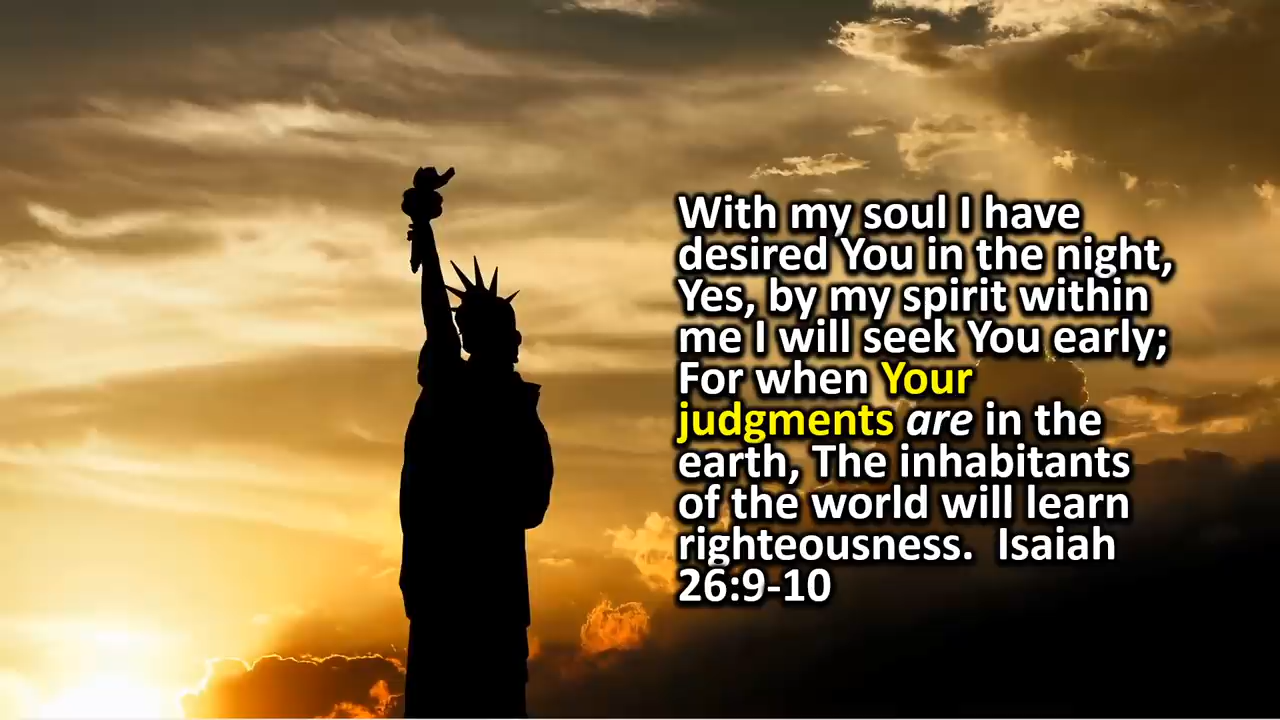 With my soul I have
desired You in the night,
Yes, by my spirit within
me I will seek You early;
For when Your
judgments are in the
earth, The inhabitants
of the world will learn
righteousness.  Isaiah
26:9-10